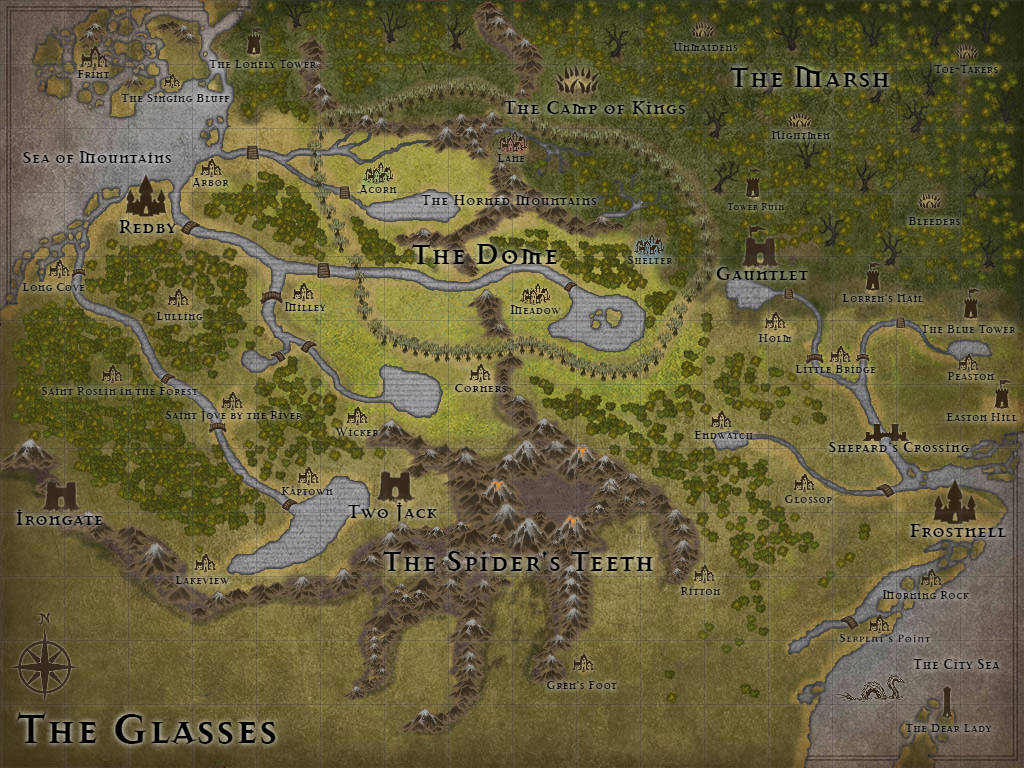 Unmaidens
The Lonely Tower
Toe-Takers
Frint
The Marsh
The Singing Bluff
The Camp of Kings
Nightmen
Sea of Mountains
Lane
Arbor
Acorn
The Horned Mountains
Tower Ruin
Bleeders
Redby
The Dome
Shelter
Gauntlet
Long Cove
Lorren's Nail
Milley
Meadow
Lulling
The Blue Tower
Holm
Little Bridge
Peaston
Corners
Saint Roslin in the Forest
Saint Jove by the River
Easton Hill
Wicker
Endwatch
Shepard's Crossing
Kaptown
Glossop
Two Jack
Irongate
Frosthell
The Spider's Teeth
Lakeview
Ritton
Morning Rock
N
Serpent's Point
The City Sea
Gren's Foot
The Glasses
The Dear Lady